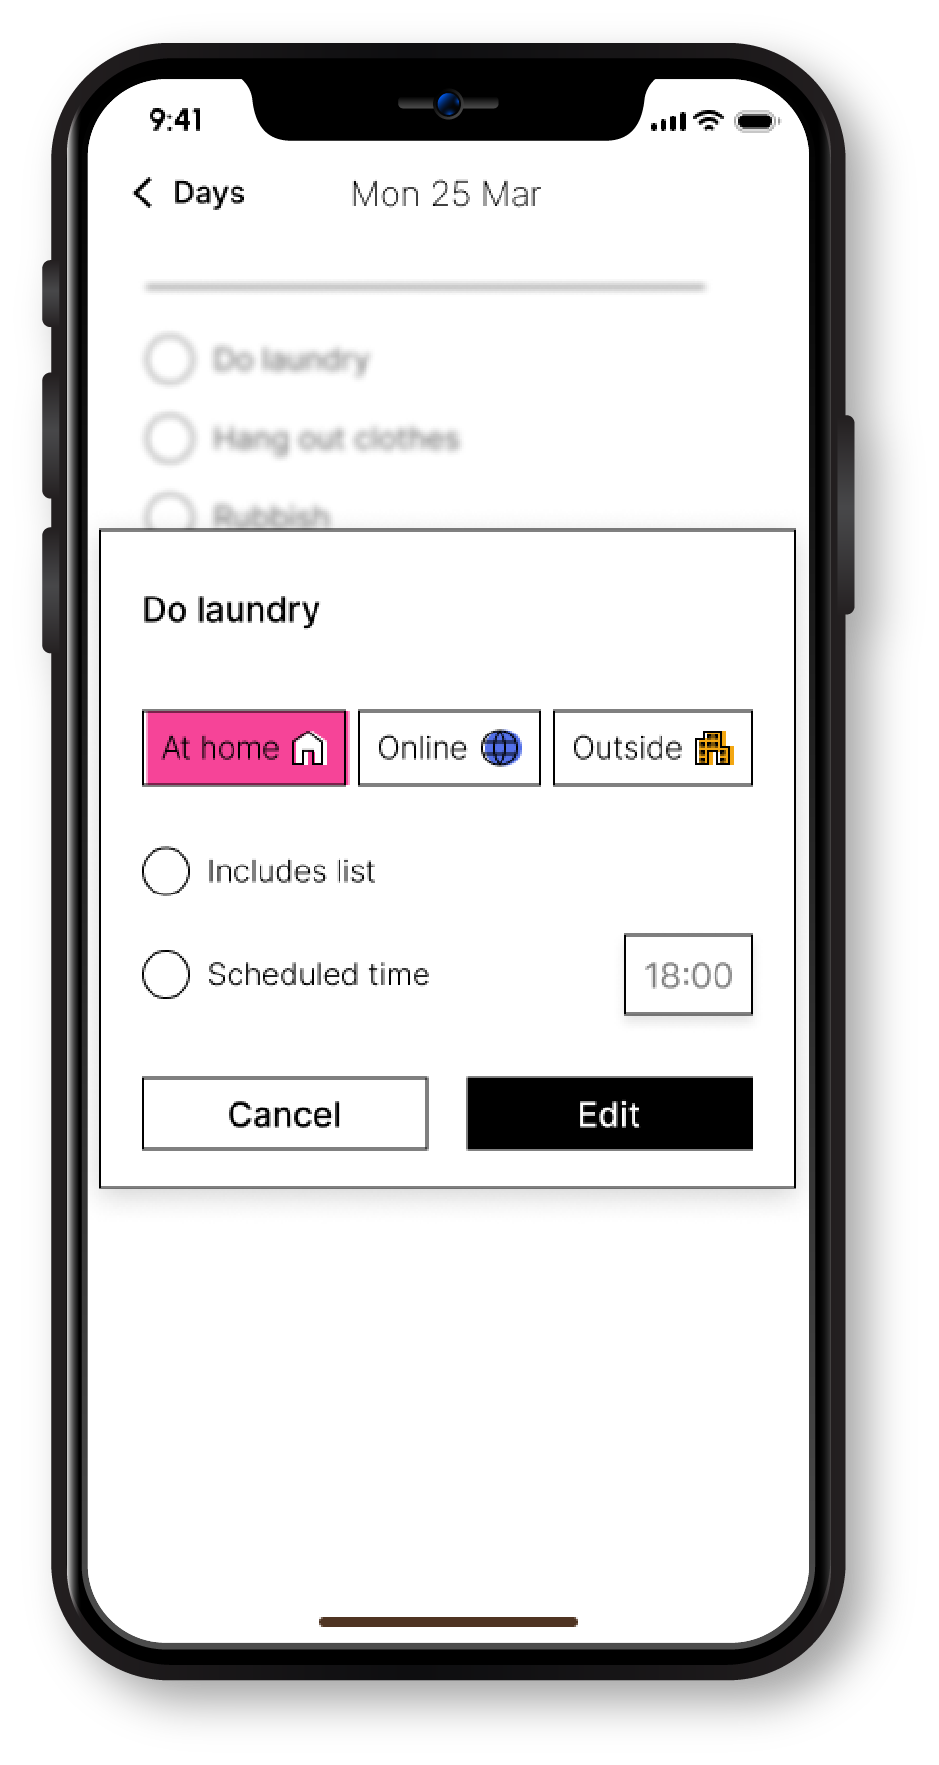 9:41
Days Mon 25 Mar
Do laundry
Hang out clothes
Rubbish
Do laundry
At home Online Outside
Includes list
Scheduled time 18:00
Cancel Edit